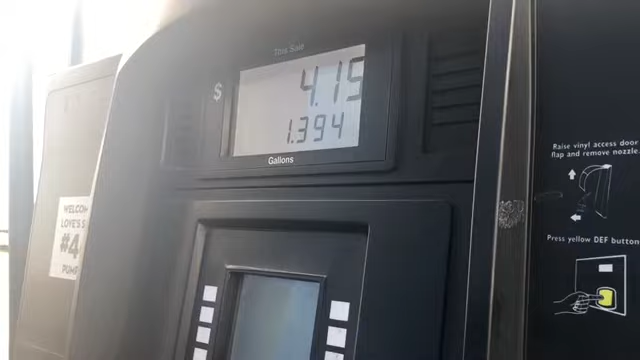 This Sale
$ 4.15
1.394
Gallons
WELCOM
LOVE'S S
#4
PUMP
Raise vinyl access door
flap and remove nozzle.
Press yellow DEF button